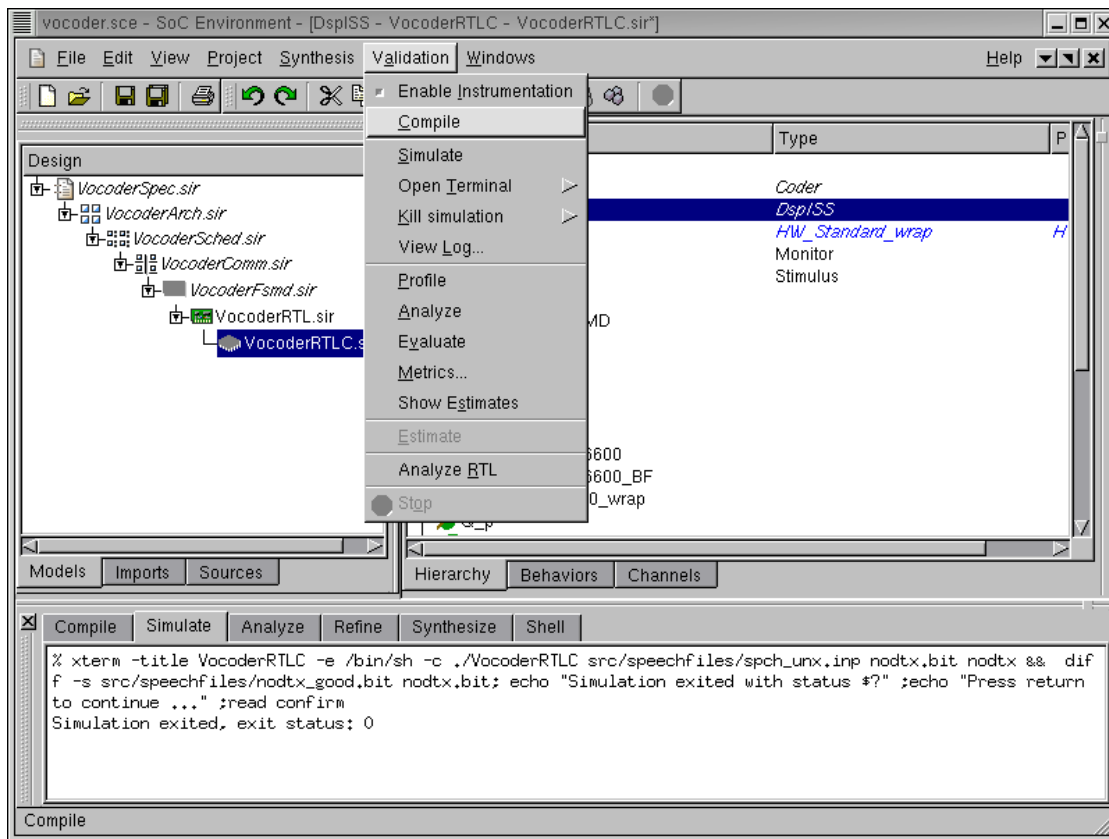 vocoder.sce - SoC Environment - [DspISS - VocoderRTLC - VocoderRTLC.sir*]
File Edit View Project Synthesis Validation Windows Help
Enable Instrumentation
Compile
Simulate
Open Terminal
Kill simulation
View Log...
Profile
Analyze
Evaluate
Metrics...
Show Estimates
Estimate
Analyze RTL
Stop
Design
VocoderSpec.sir
VocoderArch.sir
VocoderSched.sir
VocoderComm.sir
VocoderFsmd.sir
VocoderRTL.sir
VocoderRTLC.s
Type P
Coder
DspISS
HW_Standard_wrap H
Monitor
Stimulus
MD
6600
6600_BF
0_wrap
Models Imports Sources
Hierarchy Behaviors Channels
Compile Simulate Analyze Refine Synthesize Shell
% xterm -title VocoderRTLC -e /bin/sh -c ./VocoderRTLC src/speechfiles/spch_unx.inp nodtx.bit nodtx && dif
f -s src/speechfiles/nodtx_good.bit nodtx.bit; echo "Simulation exited with status $?" ;echo "Press return
to continue ..." ;read confirm
Simulation exited, exit status: 0
Compile